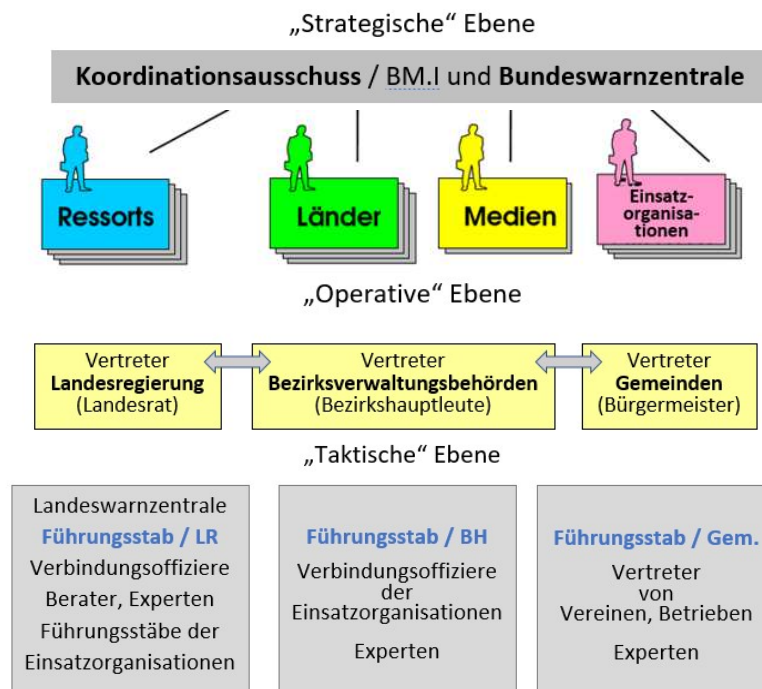 „Strategische“ Ebene
Koordinationsausschuss / BM.I und Bundeswarnzentrale
Ressorts
Länder
Medien
Einsatz-
organisa-
tionen
„Operative“ Ebene
Vertreter
Landesregierung
(Landesrat)
Vertreter
Bezirksverwaltungsbehörden
(Bezirkshauptleute)
Vertreter
Gemeinden
(Bürgermeister)
„Taktische“ Ebene
Landeswarnzentrale
Führungsstab / LR
Verbindungsoffiziere
Berater, Experten
Führungsstäbe der
Einsatzorganisationen
Führungsstab / BH
Verbindungsoffiziere
der
Einsatzorganisationen
Experten
Führungsstab / Gem.
Vertreter
von
Vereinen, Betrieben
Experten